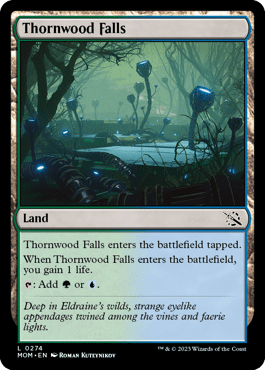 Thornwood Falls
Land
Thornwood Falls enters the battlefield tapped.
When Thornwood Falls enters the battlefield,
you gain 1 life.
: Add or .
Deep in Eldraine's wilds, strange eyelike
appendages twined among the vines and faerie
lights.
L 0274
MOM • EN ROMAN KUTEYNIKOV
™ & © 2023 Wizards of the Coast